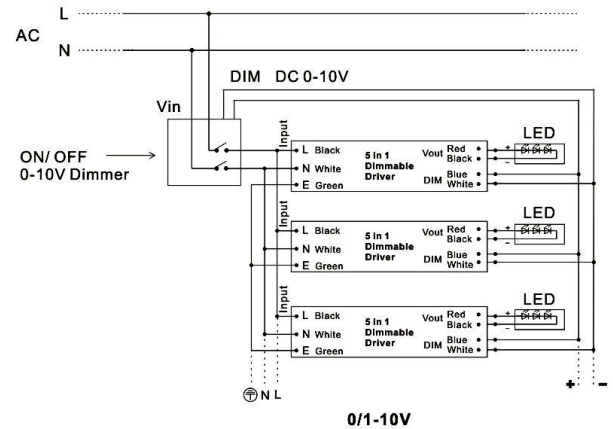 L
AC
N
DIM DC 0-10V
Vin
ON/ OFF
0-10V Dimmer
Input
L Black
N White
E Green
5 in 1
Dimmable
Driver
Vout Red
Black
DIM Blue
White
LED
+
-
Input
L Black
N White
E Green
5 in 1
Dimmable
Driver
Vout Red
Black
DIM Blue
White
LED
+
-
Input
L Black
N White
E Green
5 in 1
Dimmable
Driver
Vout Red
Black
DIM Blue
White
LED
+
-
N L
+ -
0/1-10V